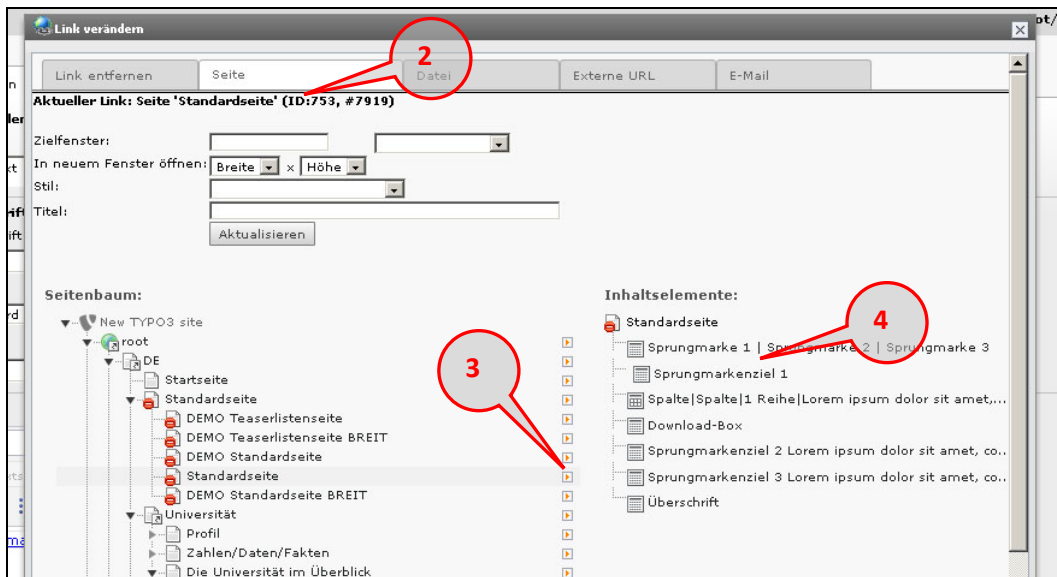 Link verändern
ot/
2
Link entfernen Seite Datei Externe URL E-Mail
Aktueller Link: Seite 'Standardseite' (ID:753, #7919)
Zielfenster:
In neuem Fenster öffnen: Breite x Höhe
Stil:
Titel:
Aktualisieren
Seitenbaum:
New TYPO3 site
root
DE
Startseite
Standardseite
DEMO Teaserlistenseite
DEMO Teaserlistenseite BREIT
DEMO Standardseite
Standardseite
DEMO Standardseite BREIT
Universität
Profil
Zahlen/Daten/Fakten
Die Universität im Überblick
3
Inhaltselemente:
4
Standardseite
Sprungmarke 1 | Sprungmarke 2 | Sprungmarke 3
Sprungmarkenziel 1
Spalte|Spalte|1 Reihe|Lorem ipsum dolor sit amet,...
Download-Box
Sprungmarkenziel 2 Lorem ipsum dolor sit amet, co..
Sprungmarkenziel 3 Lorem ipsum dolor sit amet, co..
Überschrift